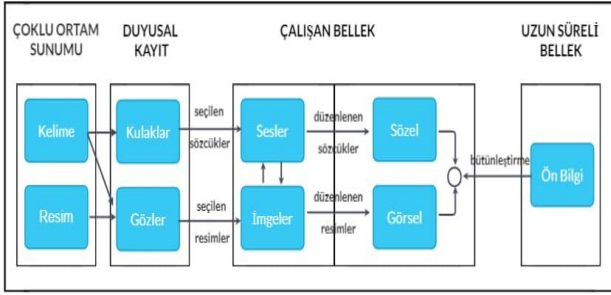 ÇOKLU ORTAM
SUNUMU
DUYUSAL
KAYIT
ÇALIŞAN BELLEK
UZUN SÜRELİ
BELLEK
Kelime
Kulaklar
seçilen
sözcükler
Sesler
düzenlenen
sözcükler
Sözel
bütünleştirme
Ön Bilgi
Resim
Gözler
seçilen
resimler
İmgeler
düzenlenen
resimler
Görsel